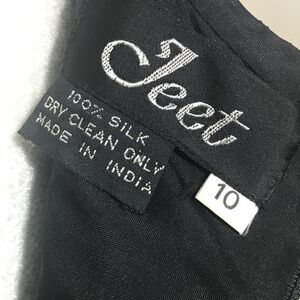 Jeet
100% SILK
DRY CLEAN ONLY
MADE IN INDIA
10